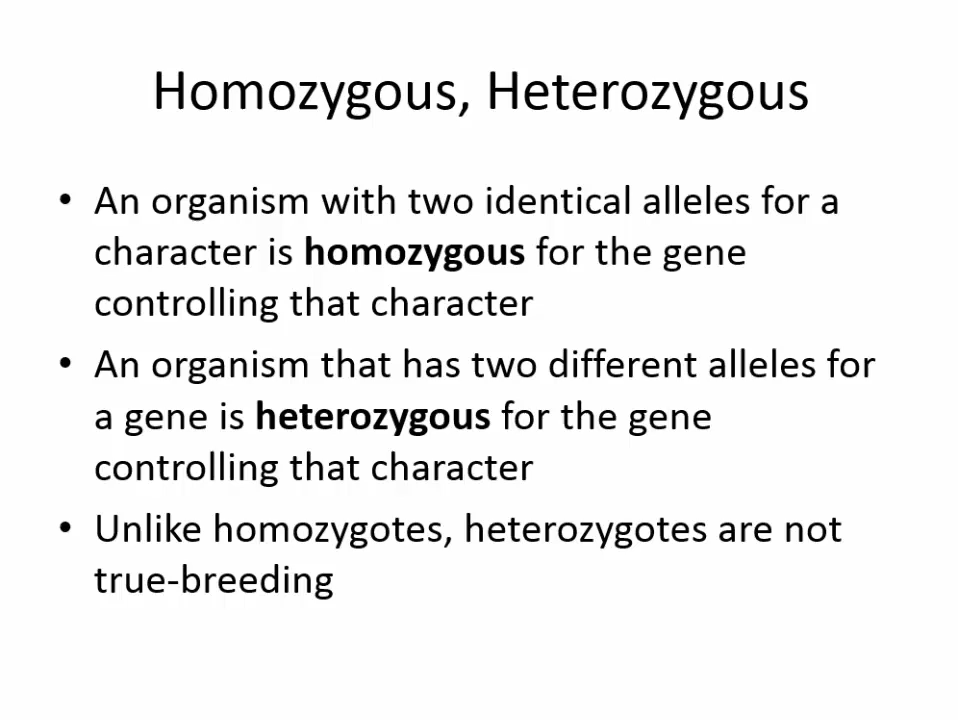 Homozygous, Heterozygous
• An organism with two identical alleles for a
character is homozygous for the gene
controlling that character
• An organism that has two different alleles for
a gene is heterozygous for the gene
controlling that character
• Unlike homozygotes, heterozygotes are not
true-breeding